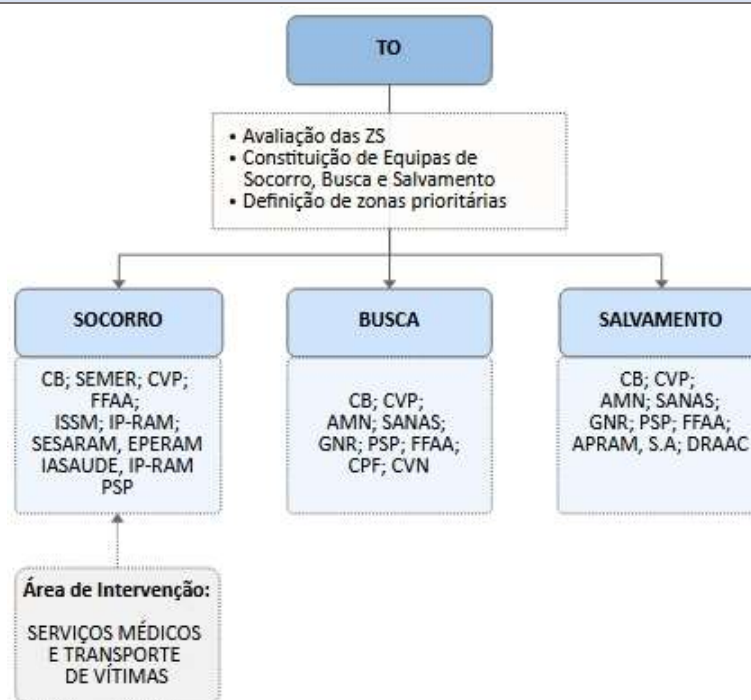 TO
• Avaliação das ZS
• Constituição de Equipas de
Socorro, Busca e Salvamento
• Definição de zonas prioritárias
SOCORRO
CB; SEMER; CVP;
FFAA;
ISSM; IP-RAM;
SESARAM, EPERAM
IASAUDE, IP-RAM
PSP
BUSCA
CB; CVP;
AMN; SANAS;
GNR; PSP; FFAA;
CPF; CVN
SALVAMENTO
CB; CVP;
AMN; SANAS;
GNR; PSP; FFAA;
APRAM, S.A; DRAAC
Área de Intervenção:
SERVIÇOS MÉDICOS
E TRANSPORTE
DE VÍTIMAS